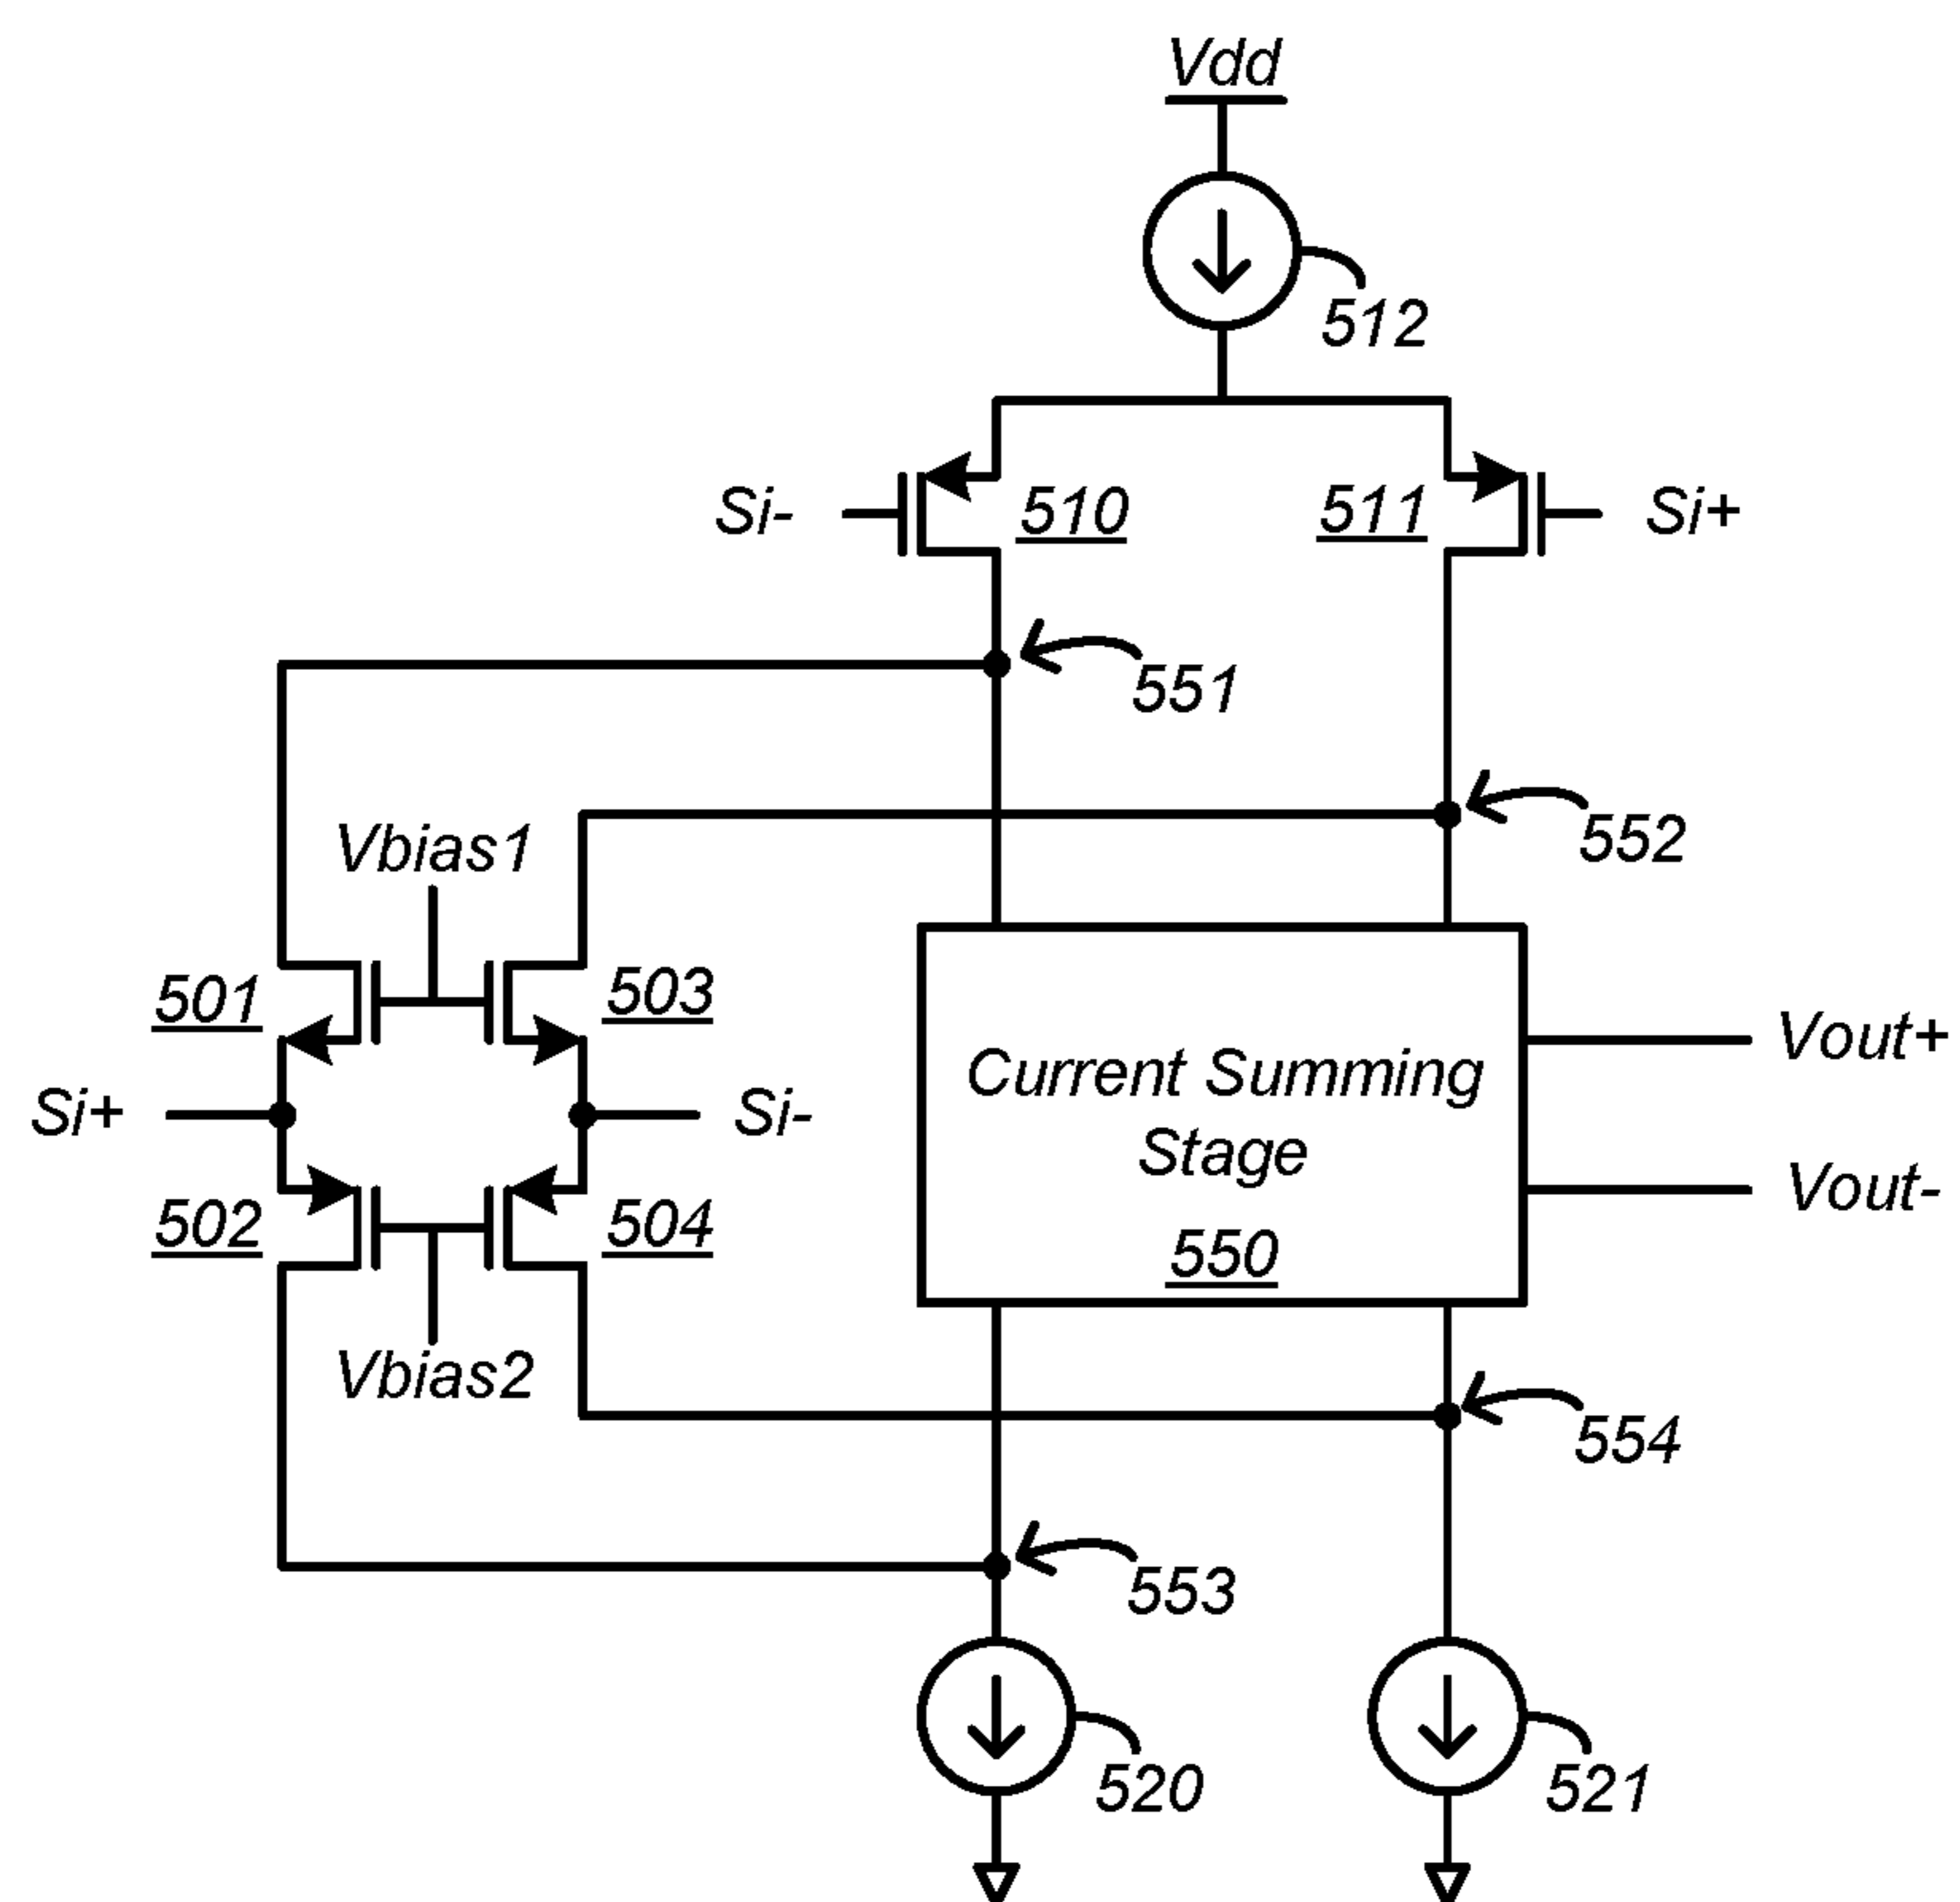 Vdd
512
Si-
510
511
Si+
551
552
Vbias1
501
503
Si+
Si-
Current Summing
Stage
550
Vout+
Vout-
502
504
Vbias2
554
553
520
521